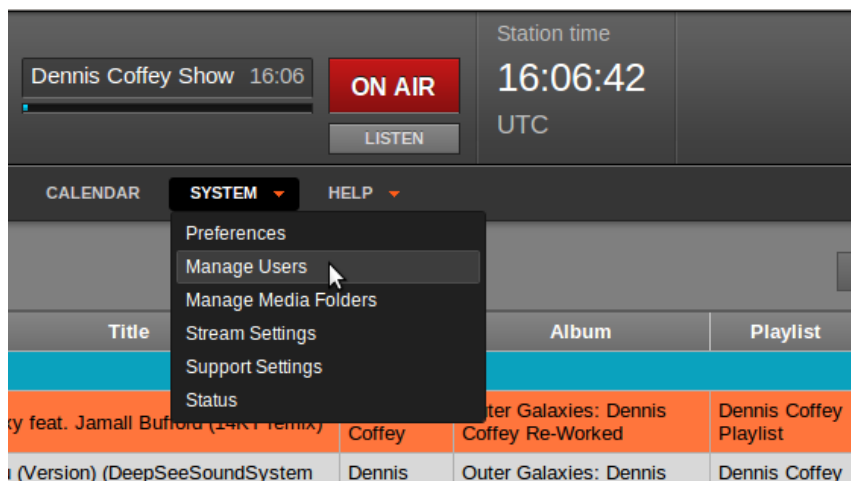 Station time
Dennis Coffey Show 16:06
ON AIR
16:06:42
LISTEN
UTC
CALENDAR SYSTEM HELP
Preferences
Manage Users
Manage Media Folders
Stream Settings
Support Settings
Status
Title Album Playlist
feat. Jamall Bufford (14KY remix)
Coffey
Outer Galaxies: Dennis
Coffey Re-Worked
Dennis Coffey
Playlist
(Version) (DeepSeeSoundSystem
Dennis
Outer Galaxies: Dennis
Dennis Coffey